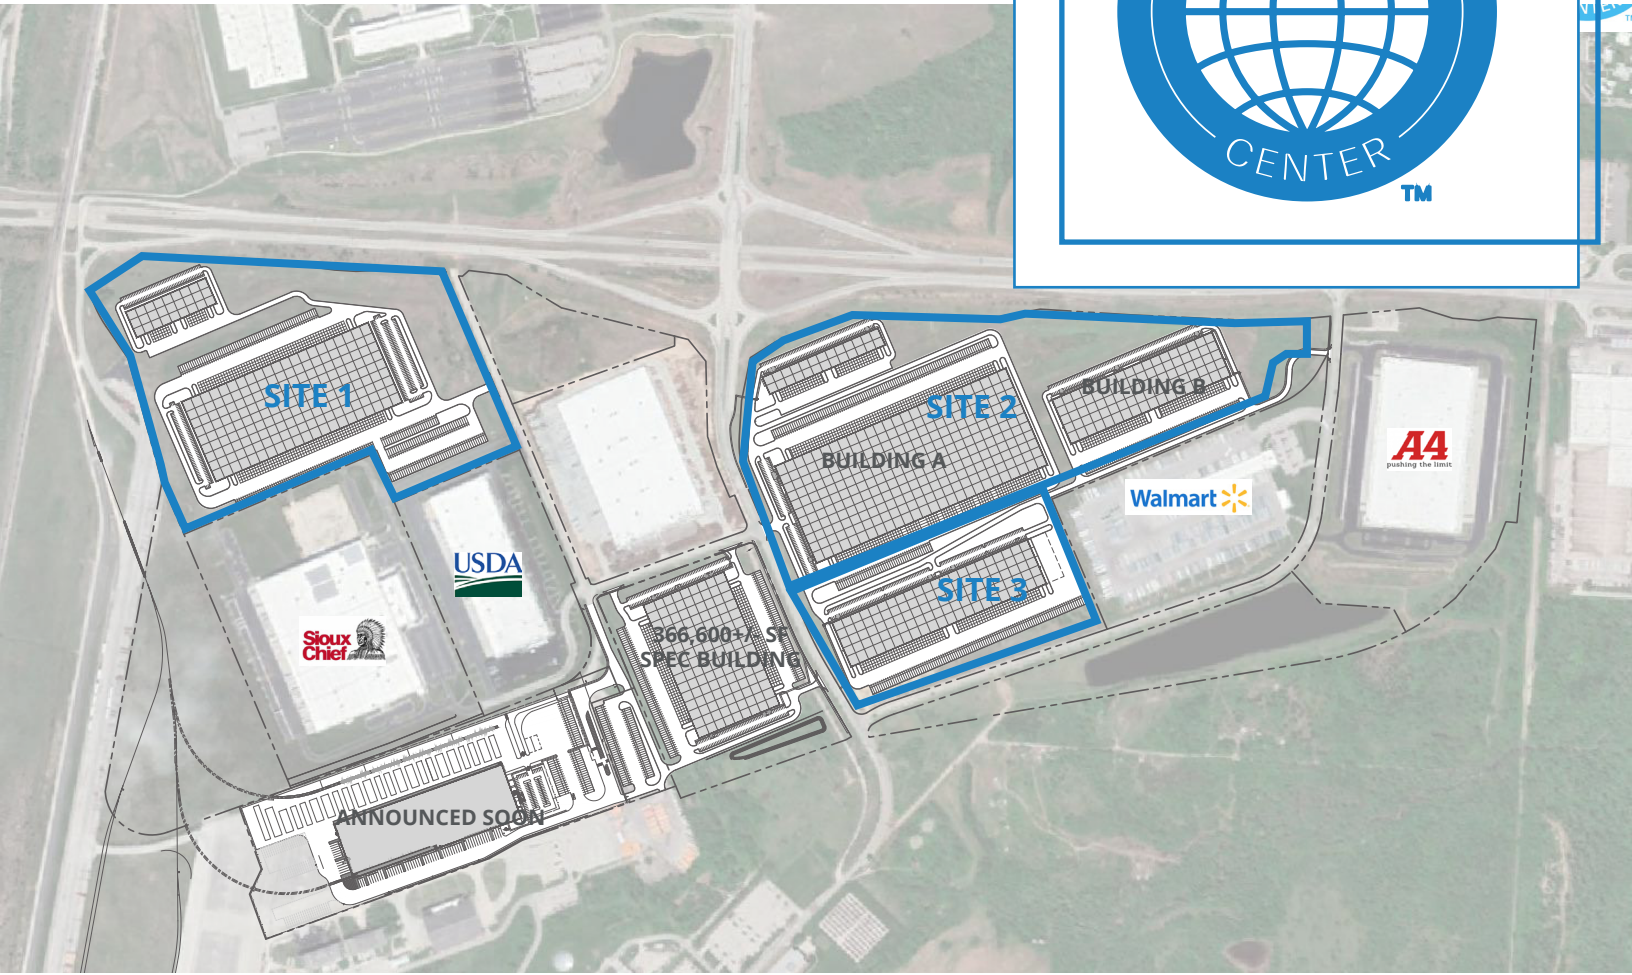 CENTER
TM
SITE 1
SITE 2
BUILDING B
BUILDING A
A4
pushing the limit
Walmart
USDA
SITE 3
Sioux
Chief
366,600+/- SF
SPEC BUILDING
ANNOUNCED SOON